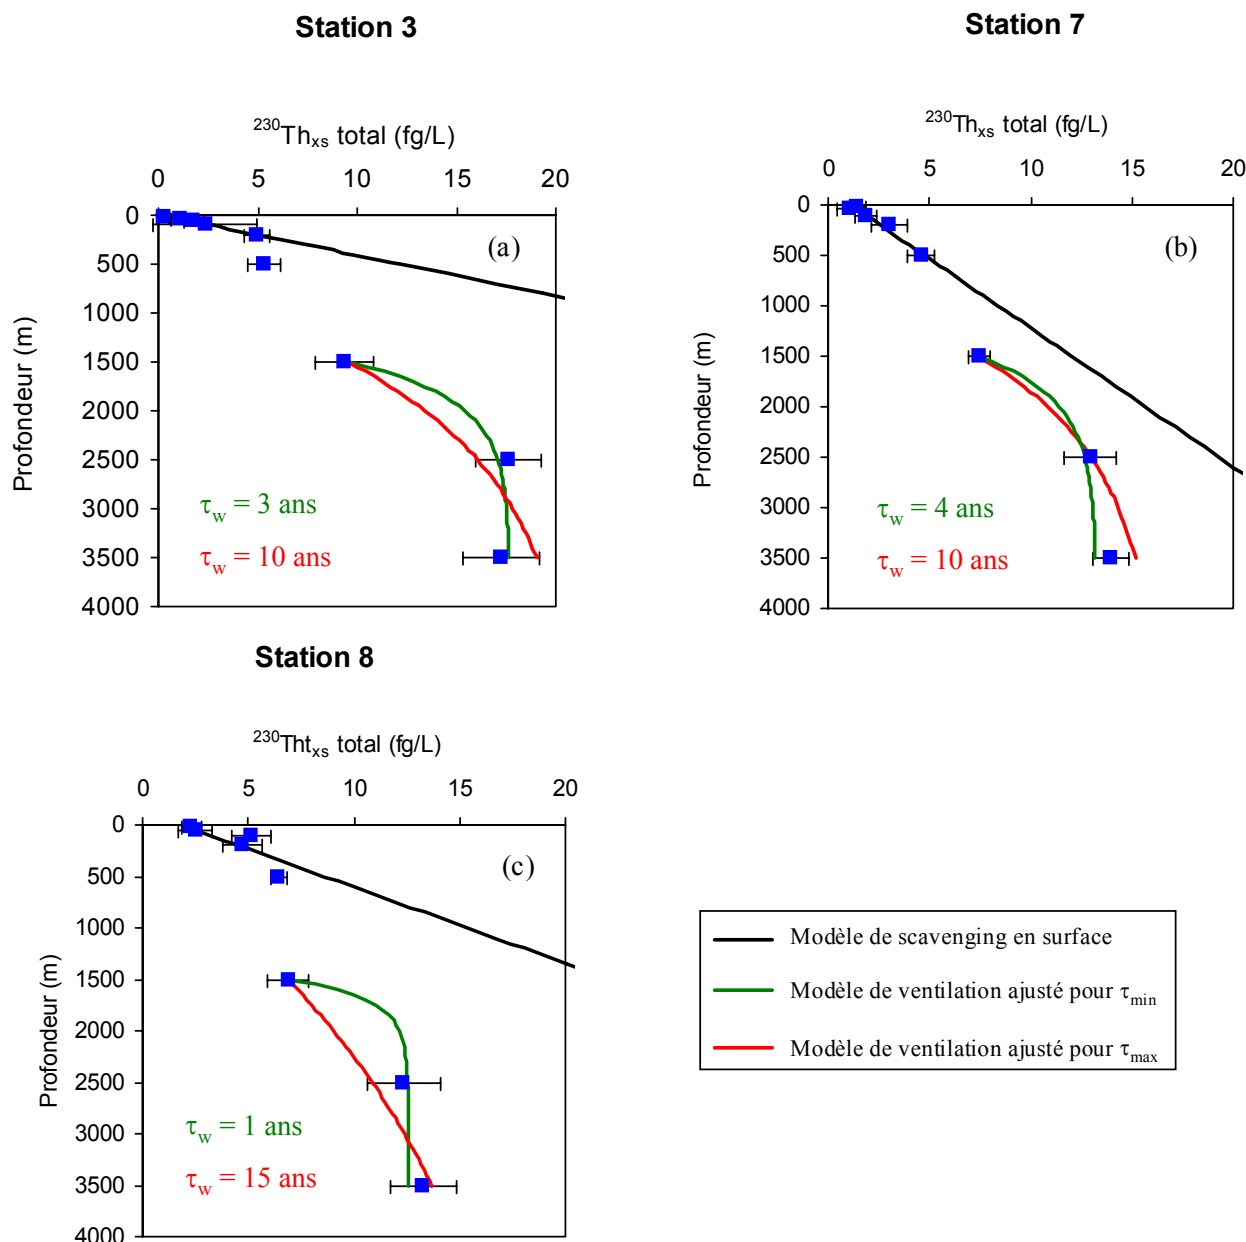 Station 3
²³⁰Thxs total (fg/L)
0 5 10 15 20
0
500
1000
1500
2000
2500
3000
3500
4000
Profondeur (m)
(a)
τw = 3 ans
τw = 10 ans
Station 7
²³⁰Thxs total (fg/L)
0 5 10 15 20
0
500
1000
1500
2000
2500
3000
3500
4000
Profondeur (m)
(b)
τw = 4 ans
τw = 10 ans
Station 8
²³⁰Thtxs total (fg/L)
0 5 10 15 20
0
500
1000
1500
2000
2500
3000
3500
4000
Profondeur (m)
(c)
τw = 1 ans
τw = 15 ans
Modèle de scavenging en surface
Modèle de ventilation ajusté pour τmin
Modèle de ventilation ajusté pour τmax